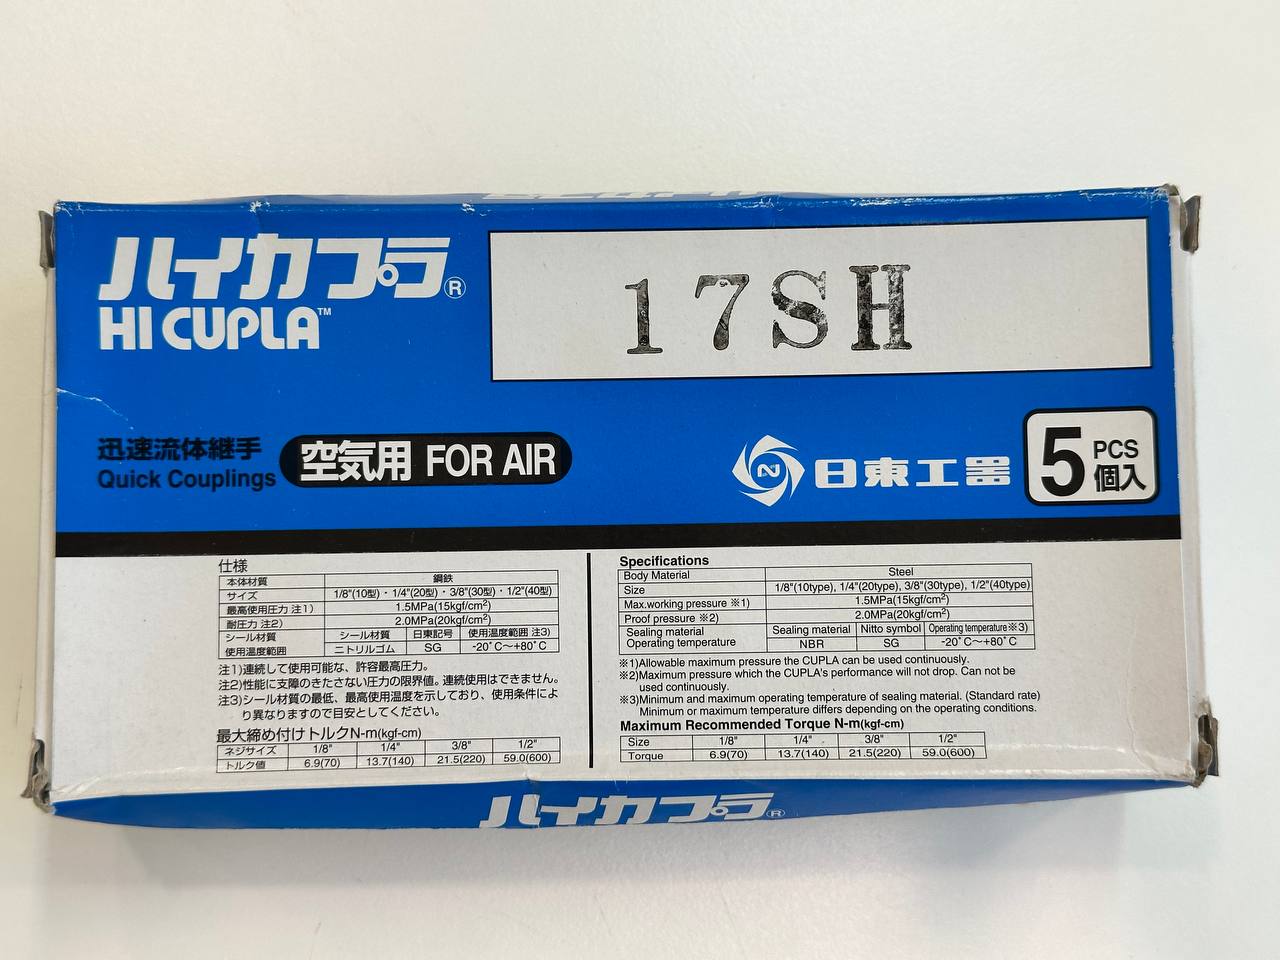 ハイカプラ®
HI CUPLA™
17SH
迅速流体継手
Quick Couplings
空気用 FOR AIR
日東工器
5 PCS 個入
仕様
本体材質 鋼鉄
サイズ 1/8"(10型)・1/4"(20型)・3/8"(30型)・1/2"(40型)
最高使用圧力 注1) 1.5MPa(15kgf/cm²)
耐圧力 注2) 2.0MPa(20kgf/cm²)
シール材質 シール材質 日東記号 使用温度範囲 注3)
使用温度範囲 ニトリルゴム SG -20˚C〜+80˚C
注1)連続して使用可能な、許容最高圧力。
注2)性能に支障のきたさない圧力の限界値。連続使用はできません。
注3)シール材質の最低、最高使用温度を示しており、使用条件によ
り異なりますので目安としてください。
最大締め付けトルクN-m(kgf-cm)
ネジサイズ 1/8" 1/4" 3/8" 1/2"
トルク値 6.9(70) 13.7(140) 21.5(220) 59.0(600)
Specifications
Body Material Steel
Size 1/8"(10type), 1/4"(20type), 3/8"(30type), 1/2"(40type)
Max.working pressure ※1) 1.5MPa(15kgf/cm²)
Proof pressure ※2) 2.0MPa(20kgf/cm²)
Sealing material Sealing material Nitto symbol Operating temperature※3)
Operating temperature NBR SG -20˚C〜+80˚C
※1)Allowable maximum pressure the CUPLA can be used continuously.
※2)Maximum pressure which the CUPLA's performance will not drop. Can not be
used continuously.
※3)Minimum and maximum operating temperature of sealing material. (Standard rate)
Minimum or maximum temperature differs depending on the operating conditions.
Maximum Recommended Torque N-m(kgf-cm)
Size 1/8" 1/4" 3/8" 1/2"
Torque 6.9(70) 13.7(140) 21.5(220) 59.0(600)
ハイカプラ®